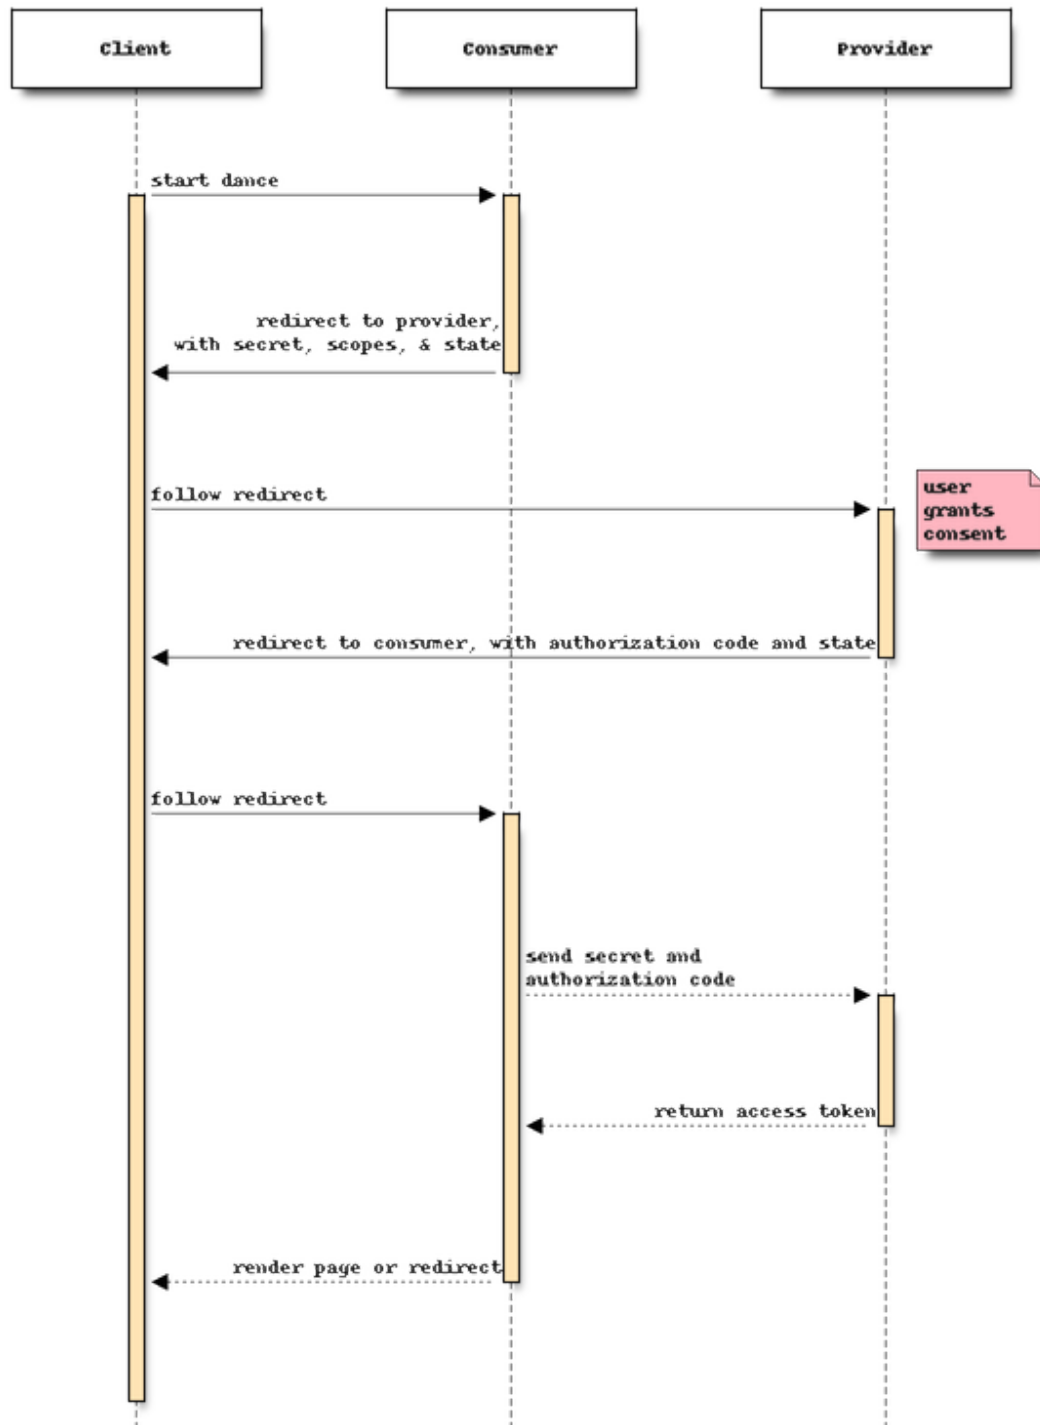 Client
Consumer
Provider
start dance
redirect to provider,
with secret, scopes, & state
follow redirect
user
grants
consent
redirect to consumer, with authorization code and state
follow redirect
send secret and
authorization code
return access token
render page or redirect